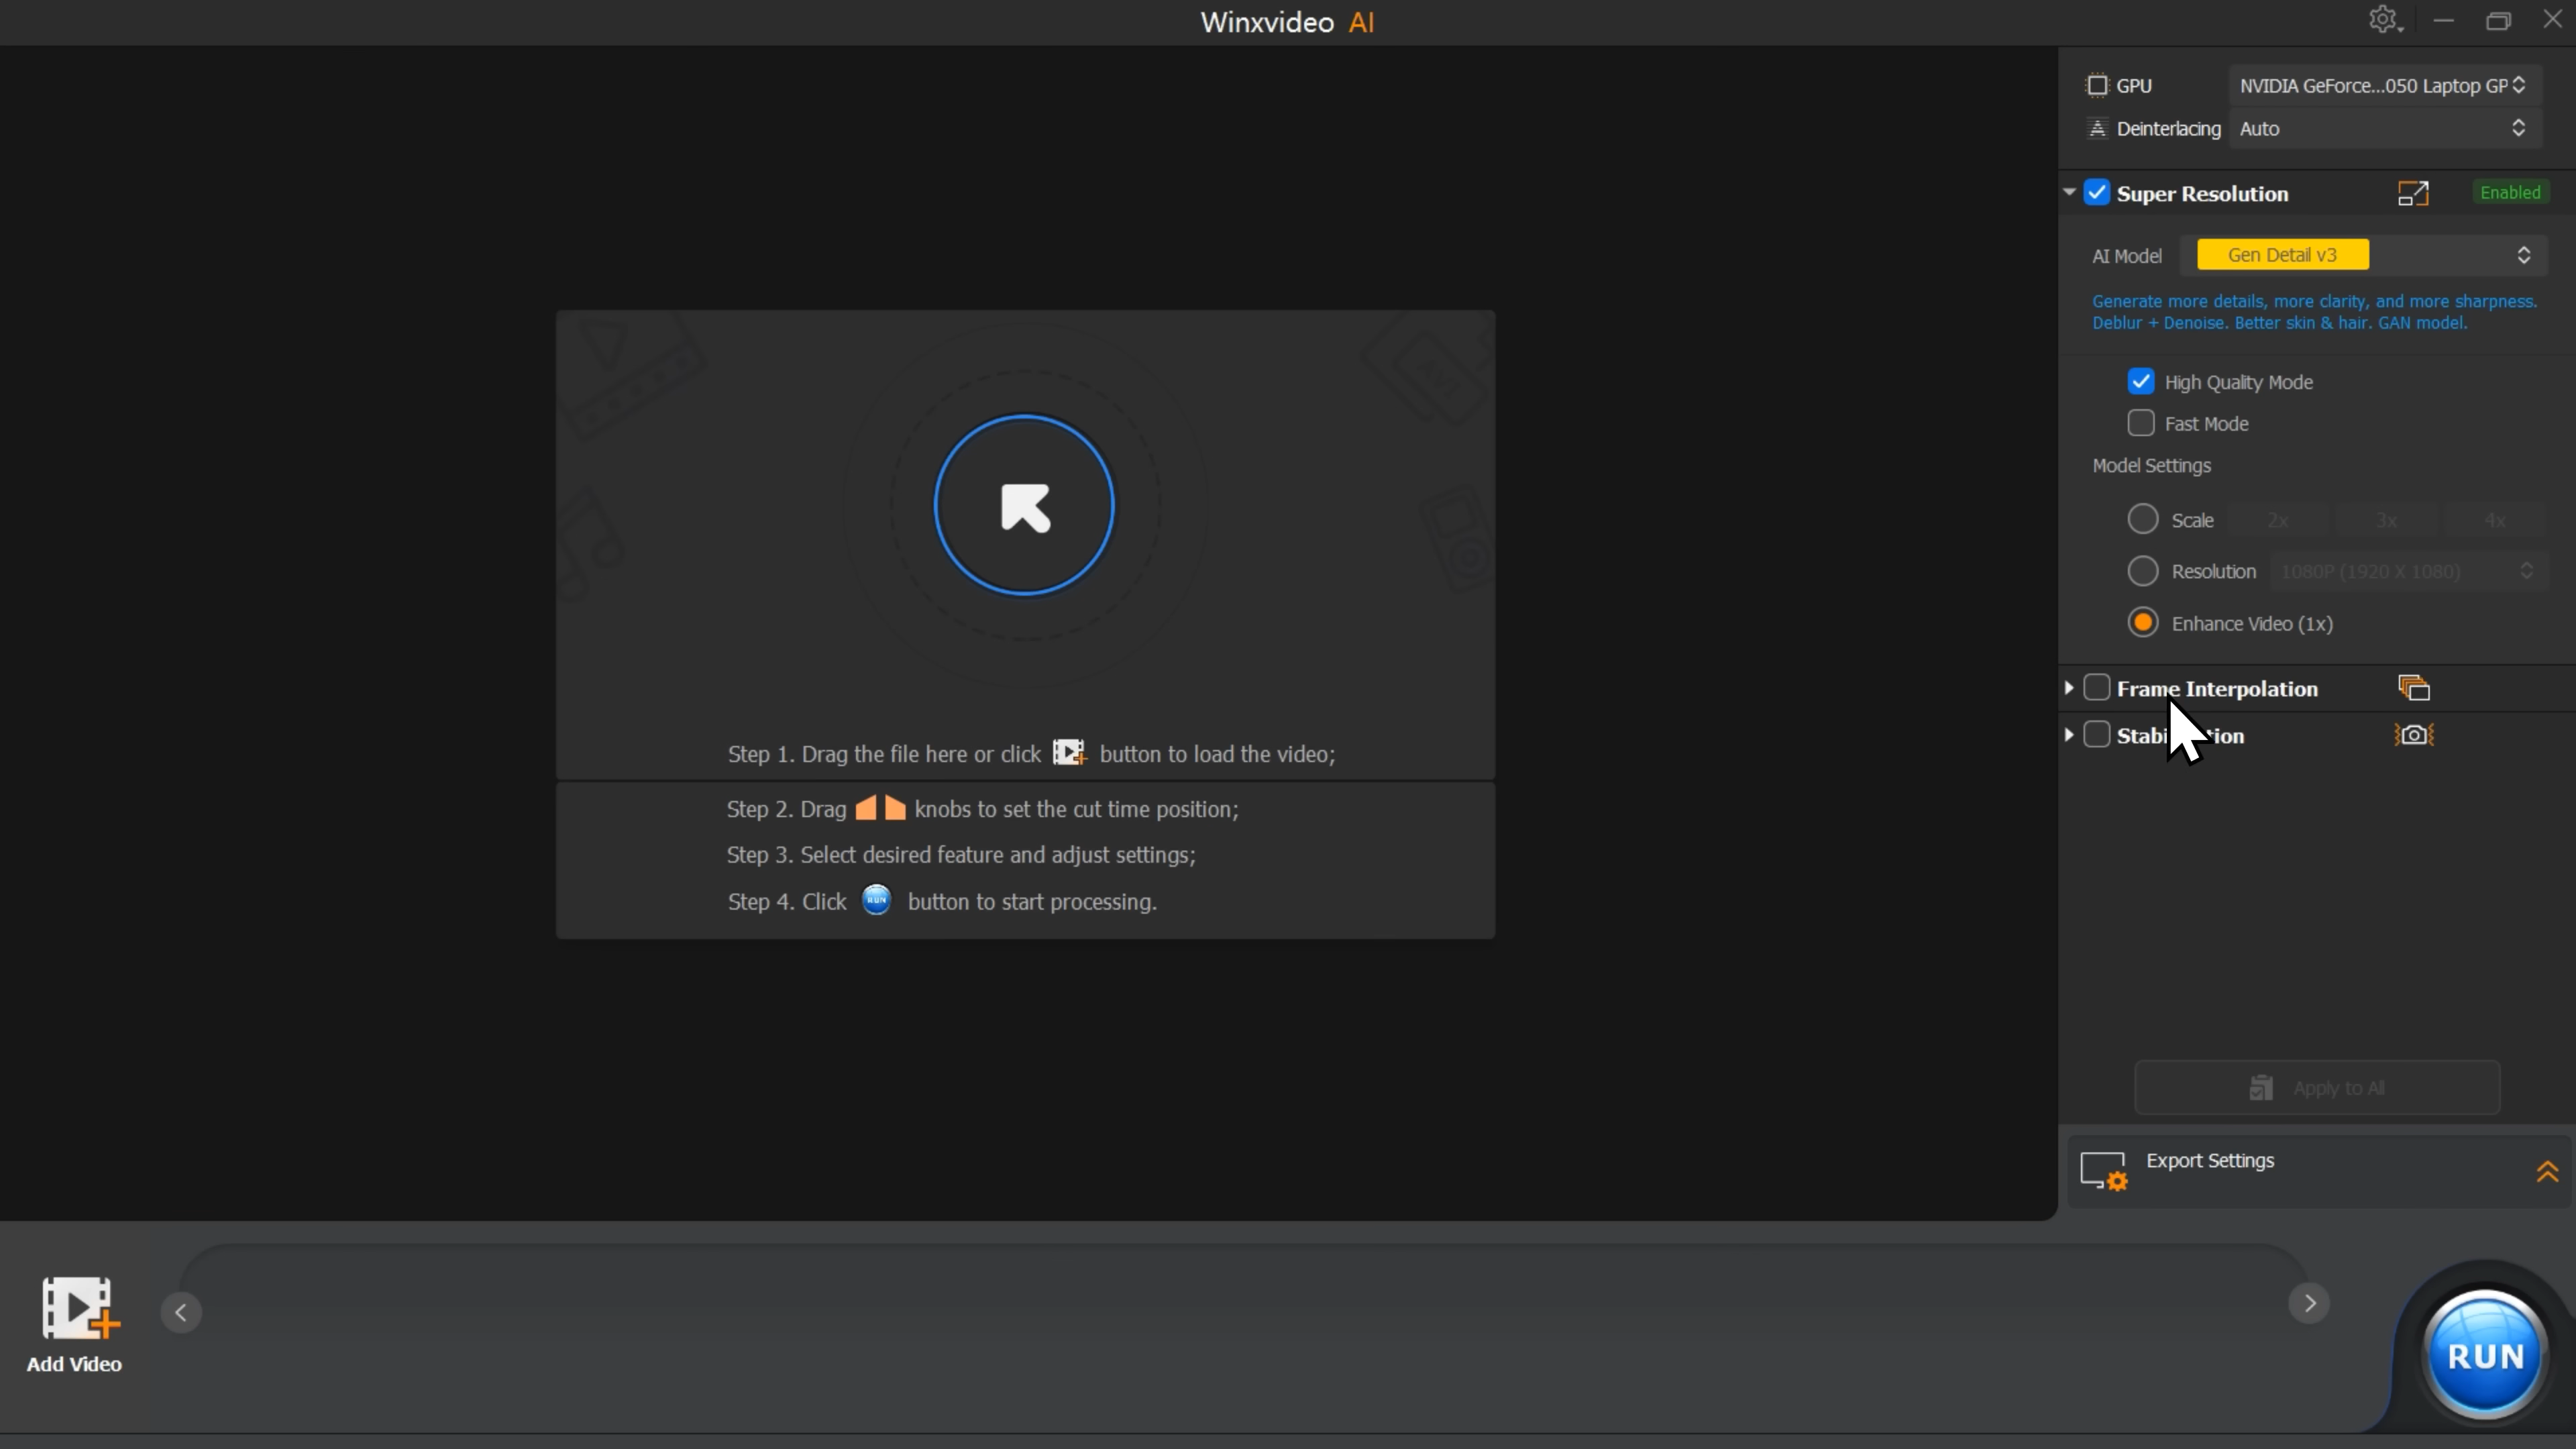 Winxvideo AI
GPU
NVIDIA GeForce...050 Laptop GP
Deinterlacing
Auto
Super Resolution
Enabled
AI Model
Gen Detail v3
Generate more details, more clarity, and more sharpness.
Deblur + Denoise. Better skin & hair. GAN model.
High Quality Mode
Fast Mode
Model Settings
Scale 2x 3x 4x
Resolution 1080P (1920 X 1080)
Enhance Video (1x)
Frame Interpolation
Step 1. Drag the file here or click button to load the video;
Step 2. Drag knobs to set the cut time position;
Step 3. Select desired feature and adjust settings;
Step 4. Click RUN button to start processing.
Apply to All
Export Settings
Add Video
RUN